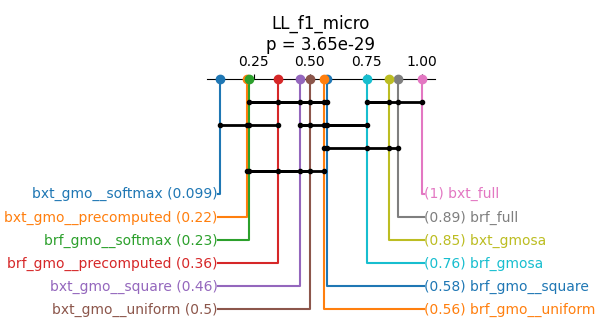 LL_f1_micro
p = 3.65e-29
0.25 0.50 0.75 1.00
bxt_gmo__softmax (0.099) (1) bxt_full
bxt_gmo__precomputed (0.22) (0.89) brf_full
brf_gmo__softmax (0.23) (0.85) bxt_gmosa
brf_gmo__precomputed (0.36) (0.76) brf_gmosa
bxt_gmo__square (0.46) (0.58) brf_gmo__square
bxt_gmo__uniform (0.5) (0.56) brf_gmo__uniform